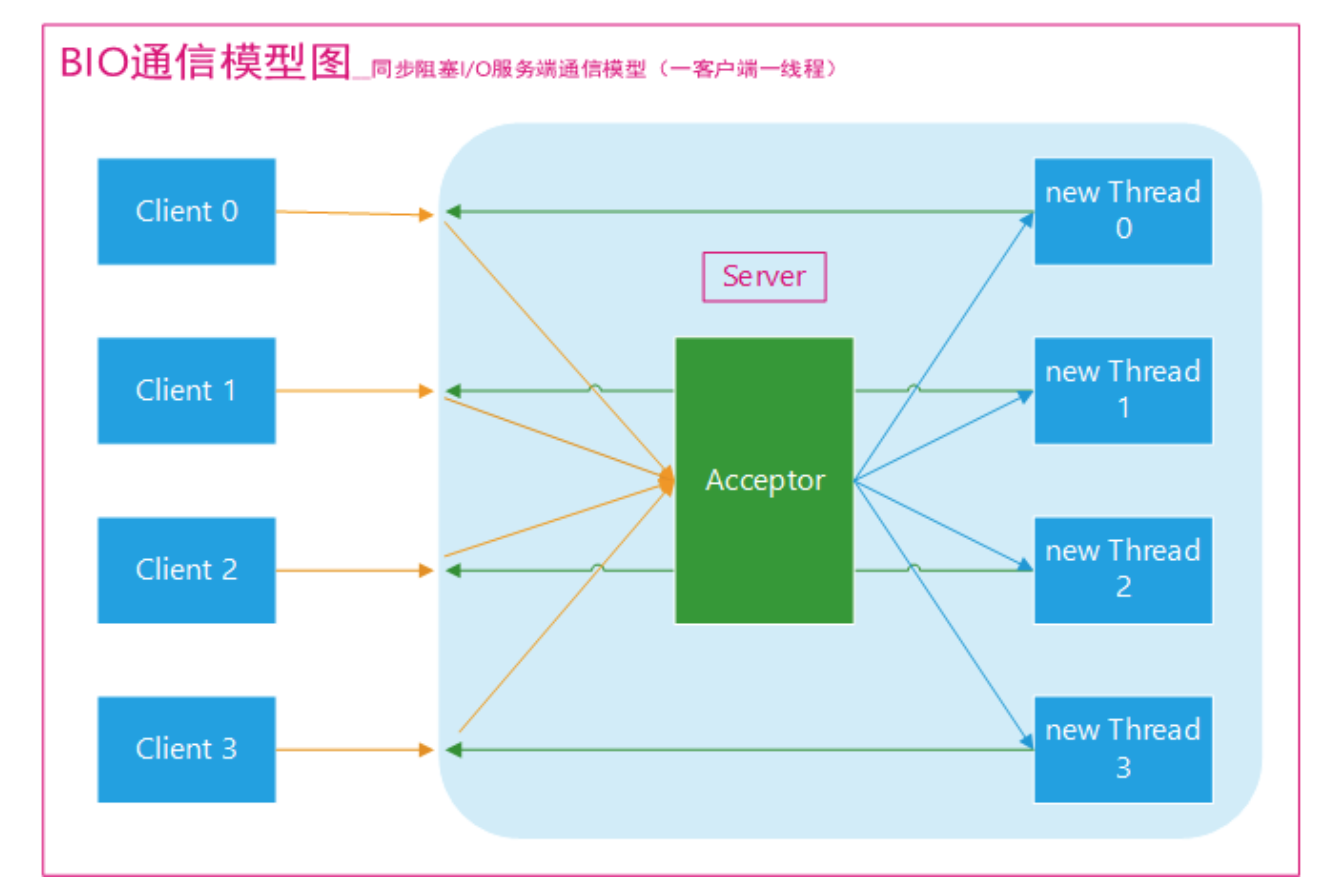 BIO通信模型图_同步阻塞I/O服务端通信模型（一客户端一线程）
Client 0
new Thread
0
Server
Client 1
new Thread
1
Acceptor
Client 2
new Thread
2
Client 3
new Thread
3